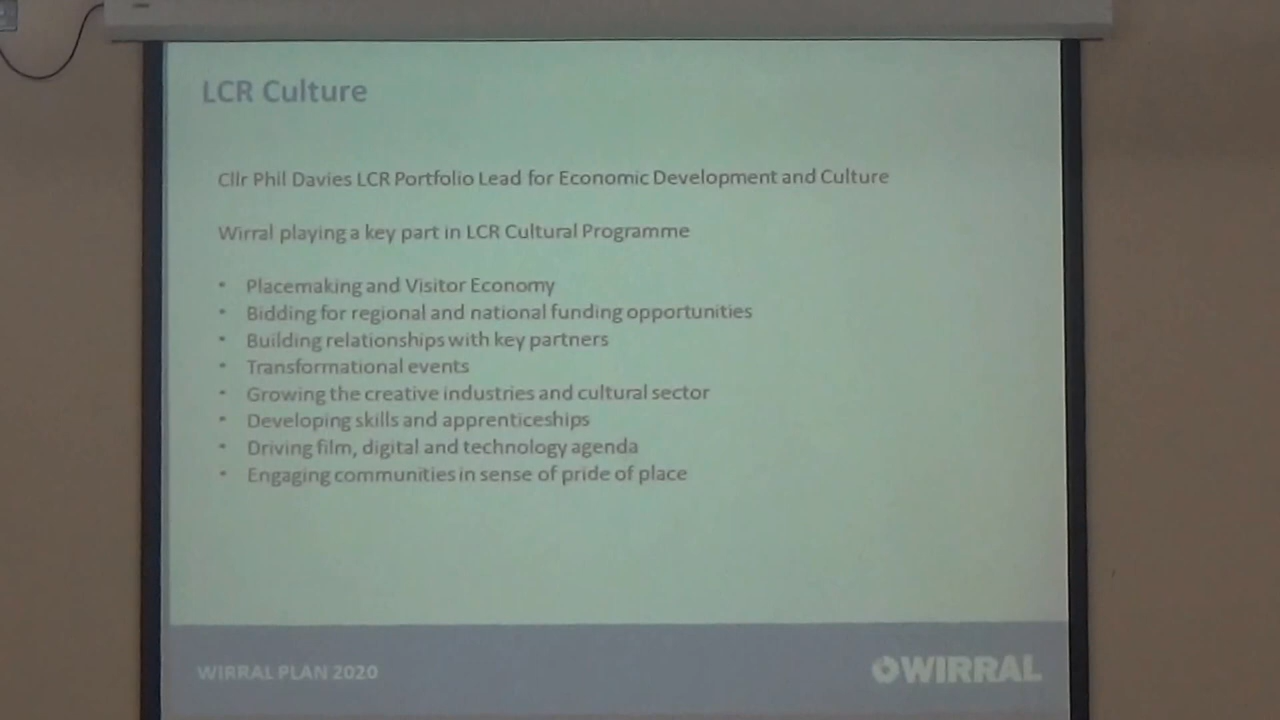 LCR Culture
Cllr Phil Davies LCR Portfolio Lead for Economic Development and Culture
Wirral playing a key part in LCR Cultural Programme
• Placemaking and Visitor Economy
• Bidding for regional and national funding opportunities
• Building relationships with key partners
• Transformational events
• Growing the creative industries and cultural sector
• Developing skills and apprenticeships
• Driving film, digital and technology agenda
• Engaging communities in sense of pride of place
WIRRAL PLAN 2020
WIRRAL